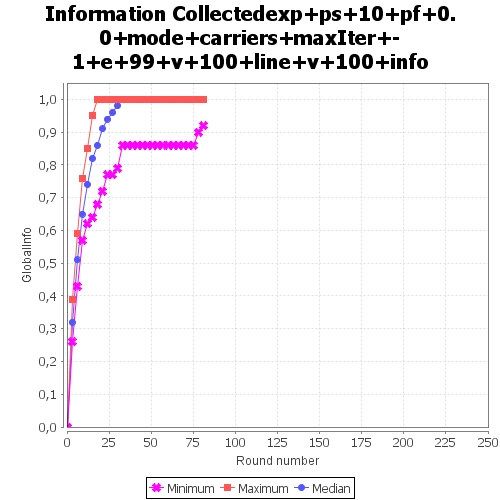 Information Collectedexp+ps+10+pf+0.
0+mode+carriers+maxIter+-
1+e+99+v+100+line+v+100+info
1,0
0,9
0,8
0,7
0,6
0,5
0,4
0,3
0,2
0,1
0,0
GlobalInfo
0 25 50 75 100 125 150 175 200 225 250
Round number
Minimum Maximum Median